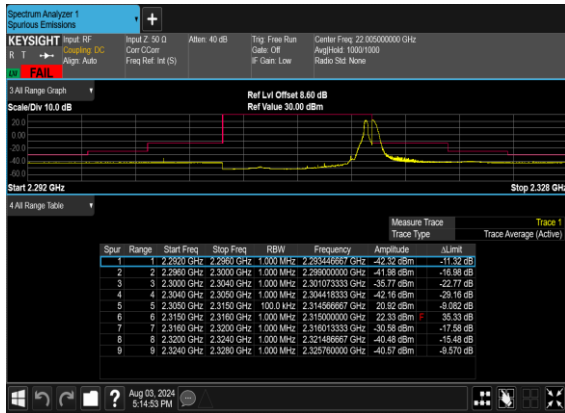 Spectrum Analyzer 1
Spurious Emissions
KEYSIGHT Input: RF Input Z: 50 Ω Atten: 40 dB Trig: Free Run Center Freq: 22.005000000 GHz
R T Coupling: DC Corr CCorr Gate: Off Avg|Hold: 1000/1000
Align: Auto Freq Ref: Int (S) IF Gain: Low Radio Std: None
LN FAIL
3 All Range Graph Ref Lvl Offset 8.60 dB
Scale/Div 10.0 dB Ref Value 30.00 dBm
20.0
0.00
-20.0
-40.0
-60.0
Start 2.292 GHz Stop 2.328 GHz
4 All Range Table
Measure Trace Trace 1
Trace Type Trace Average (Active)
Spur Range Start Freq Stop Freq RBW Frequency Amplitude ΔLimit
1 1 2.2920 GHz 2.2960 GHz 1.000 MHz 2.293446667 GHz -42.32 dBm -11.32 dB
2 2 2.2960 GHz 2.3000 GHz 1.000 MHz 2.299000000 GHz -41.98 dBm -16.98 dB
3 3 2.3000 GHz 2.3040 GHz 1.000 MHz 2.301073333 GHz -35.77 dBm -22.77 dB
4 4 2.3040 GHz 2.3050 GHz 1.000 MHz 2.304418333 GHz -42.16 dBm -29.16 dB
5 5 2.3050 GHz 2.3150 GHz 100.0 kHz 2.314566667 GHz 20.92 dBm -9.082 dB
6 6 2.3150 GHz 2.3160 GHz 1.000 MHz 2.315000000 GHz 22.33 dBm F 35.33 dB
7 7 2.3160 GHz 2.3200 GHz 1.000 MHz 2.316013333 GHz -30.58 dBm -17.58 dB
8 8 2.3200 GHz 2.3240 GHz 1.000 MHz 2.321486667 GHz -40.48 dBm -15.48 dB
9 9 2.3240 GHz 2.3280 GHz 1.000 MHz 2.325760000 GHz -40.57 dBm -9.570 dB
Aug 03, 2024
5:14:53 PM